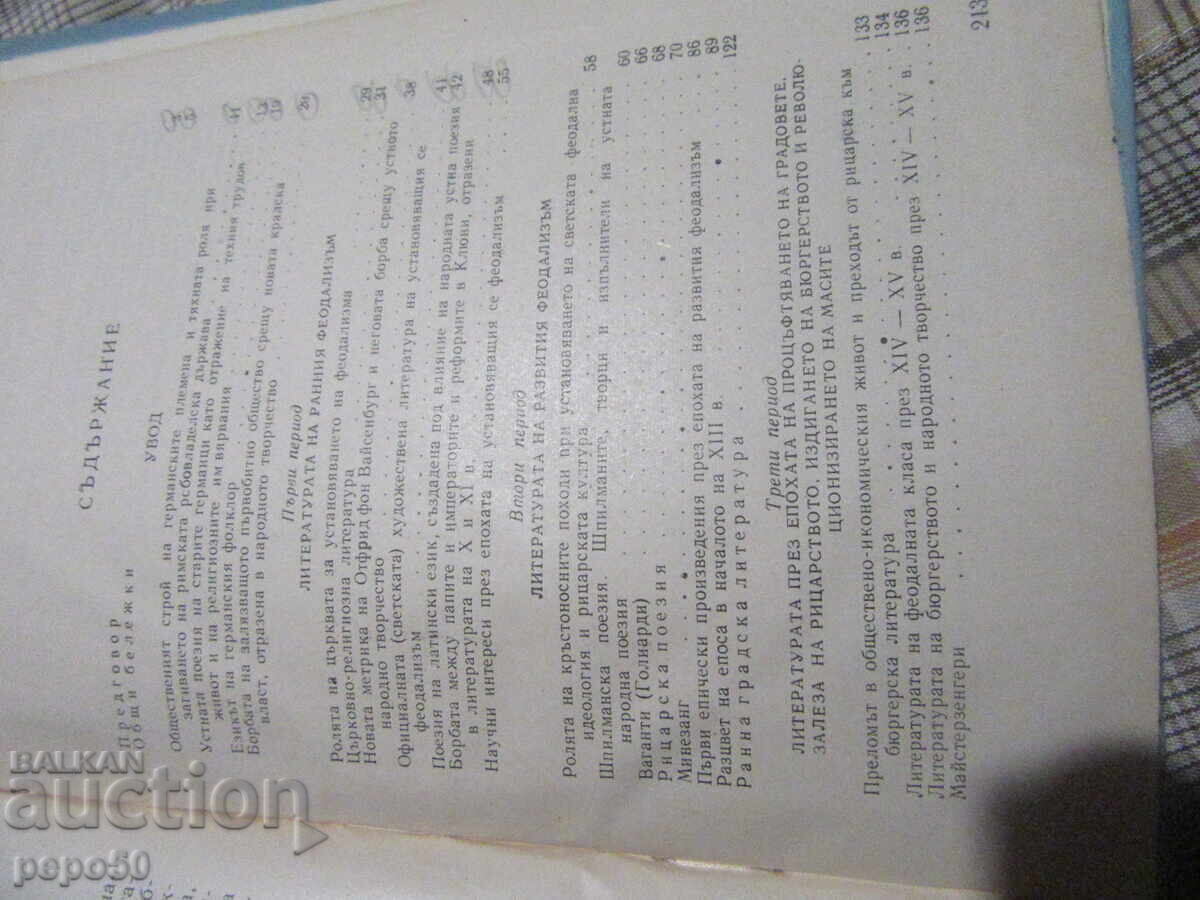 СЪДЪРЖАНИЕ
Предговор
Общи бележки
УВОД
Общественият строй на германските племена и тяхната роля при
загиването на римската робовладелска държава
Устната поезия на старите германци като отражение на техния трудов
живот и на религиозните им вярвания
Езикът на германския фолклор
Борбата на залязващото първобитно общество срещу новата кралска
власт, отразена в народното творчество
Първи период
ЛИТЕРАТУРАТА НА РАННИЯ ФЕОДАЛИЗЪМ
Ролята на църквата за установяването на феодализма
Църковно-религиозна литература 29
Новата метрика на Отфрид фон Вайсенбург и неговата борба срещу устното
народно творчество
Официалната (светската) художествена литература на установяващия се
феодализъм 38
Поезия на латински език, създадена под влияние на народната устна поезия 41
Борбата между папите и императорите и реформите в Клюни, отразени 42
в литературата на X и XI в. 48
Научни интереси през епохата на установяващия се феодализъм 55
Втори период
ЛИТЕРАТУРАТА НА РАЗВИТИЯ ФЕОДАЛИЗЪМ
Ролята на кръстоносните походи при установяването на светската феодална
идеология и рицарската култура 58
Шпилманска поезия. Шпилманите, творци и изпълнители на устната
народна поезия 60
Ваганти (Голиарди) 66
Рицарска поезия 68
Минезанг 70
Първи епически произведения през епохата на развития феодализъм 86
Разцвет на епоса в началото на XIII в. 89
Ранна градска литература 122
Трети период
ЛИТЕРАТУРАТА ПРЕЗ ЕПОХАТА НА ПРОЦЪФТЯВАНЕТО НА ГРАДОВЕТЕ,
ЗАЛЕЗА НА РИЦАРСТВОТО, ИЗДИГАНЕТО НА БЮРГЕРСТВОТО И РЕВОЛЮ-
ЦИОНИЗИРАНЕТО НА МАСИТЕ
Преломът в обществено-икономическия живот и преходът от рицарска към
бюргерска литература 133
Литературата на феодалната класа през XIV — XV в. 134
Литературата на бюргерството и народното творчество през XIV — XV в. 136
Майстерзенгери 136
213
BALKAN
auction
pepo50